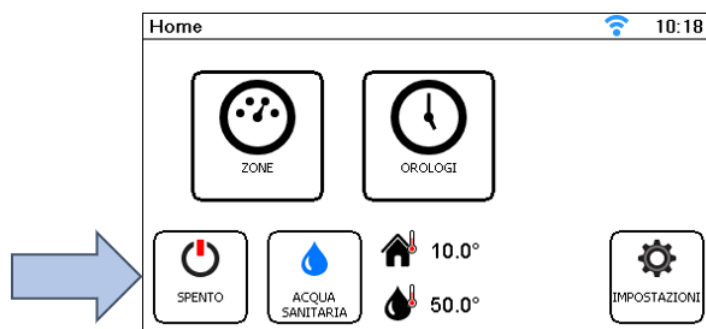 Home 10:18
ZONE
OROLOGI
SPENTO
ACQUA
SANITARIA
10.0°
50.0°
IMPOSTAZIONI